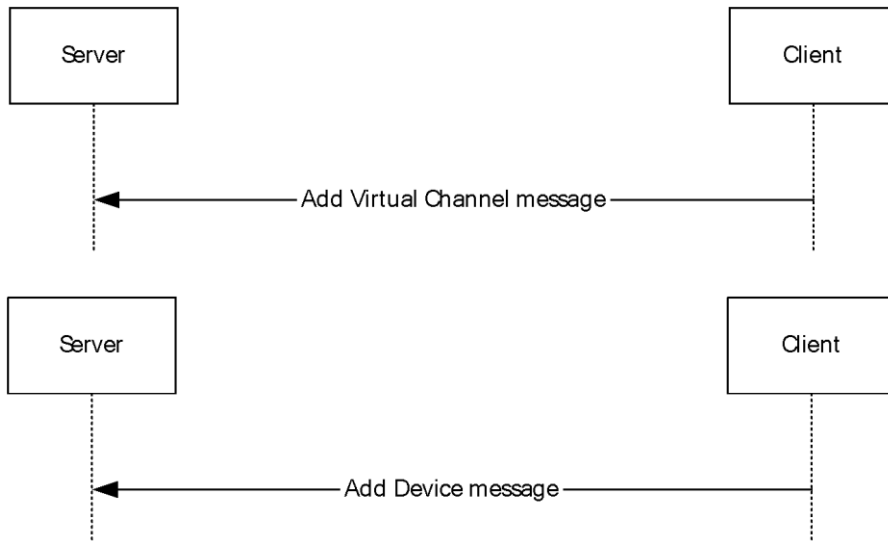 Server
Client
Add Virtual Channel message
Server
Client
Add Device message